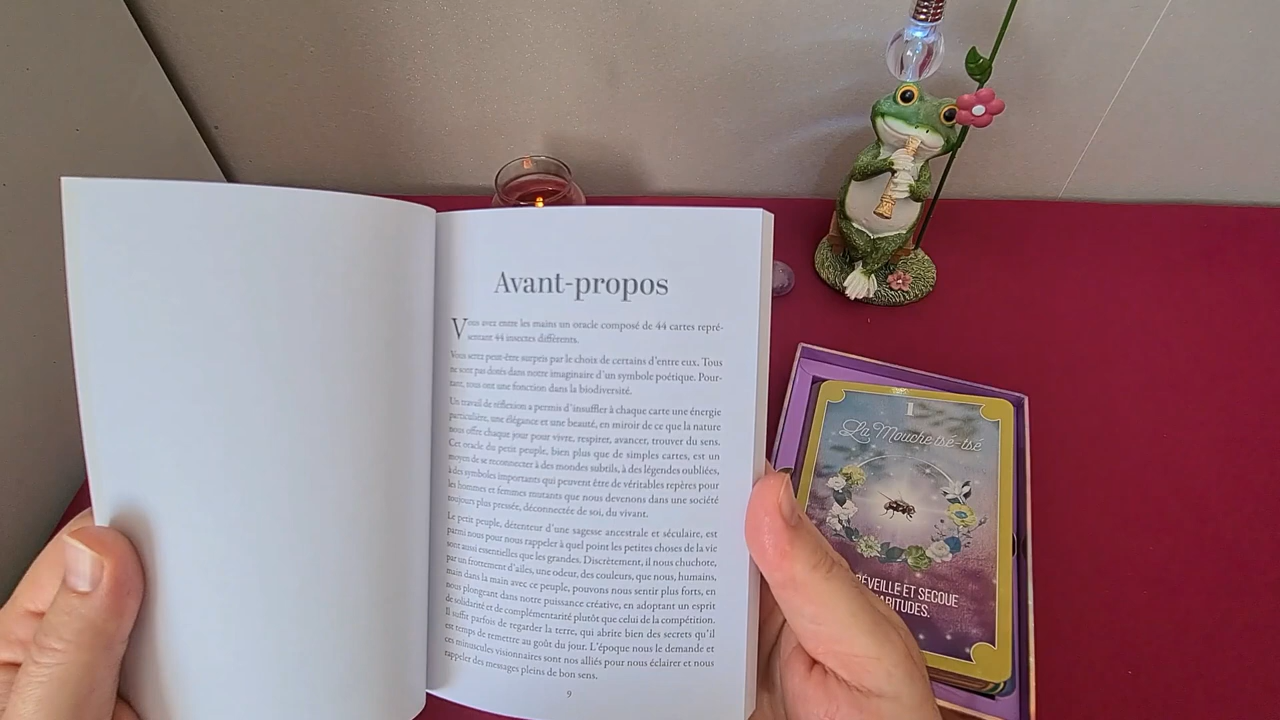 Avant-propos
Vous avez entre les mains un oracle composé de 44 cartes repré-
sentant 44 insectes différents.
Vous serez peut-être surpris par le choix de certains d'entre eux. Tous
ne sont pas dotés dans notre imaginaire d'un symbole poétique. Pour-
tant, tous ont une fonction dans la biodiversité.
Un travail de réflexion a permis d'insuffler à chaque carte une énergie
particulière, une élégance et une beauté, en miroir de ce que la nature
nous offre chaque jour pour vivre, respirer, avancer, trouver du sens.
Cet oracle du petit peuple, bien plus que de simples cartes, est un
moyen de se reconnecter à des mondes subtils, à des légendes oubliées,
à des symboles importants qui peuvent être de véritables repères pour
les hommes et femmes mutants que nous devenons dans une société
toujours plus pressée, déconnectée de soi, du vivant.
Le petit peuple, détenteur d'une sagesse ancestrale et séculaire, est
parmi nous pour nous rappeler à quel point les petites choses de la vie
sont aussi essentielles que les grandes. Discrètement, il nous chuchote,
par un frottement d'ailes, une odeur, des couleurs, que nous, humains,
main dans la main avec ce peuple, pouvons nous sentir plus forts, en
nous plongeant dans notre puissance créative, en adoptant un esprit
de solidarité et de complémentarité plutôt que celui de la compétition.
Il suffit parfois de regarder la terre, qui abrite bien des secrets qu'il
est temps de remettre au goût du jour. L'époque nous le demande et
ces minuscules visionnaires sont nos alliés pour nous éclairer et nous
rappeler des messages pleins de bon sens.
9
1
La Mouche tsé-tsé
RÉVEILLE ET SECOUE